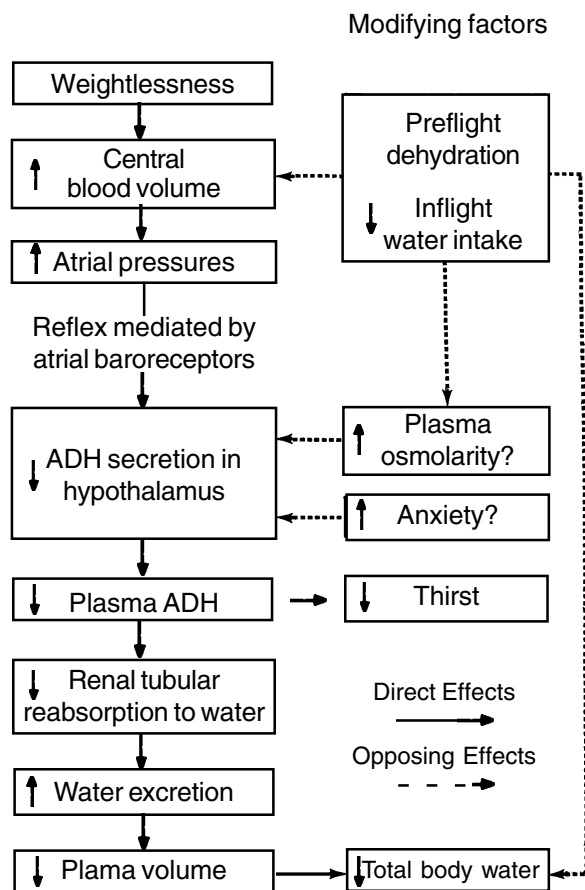 Modifying factors
Weightlessness
Central
blood volume
Atrial pressures
Reflex mediated by
atrial baroreceptors
ADH secretion in
hypothalamus
Plasma ADH
Renal tubular
reabsorption to water
Water excretion
Plama volume
Preflight
dehydration
Inflight
water intake
Plasma
osmolarity?
Anxiety?
Thirst
Direct Effects
Opposing Effects
Total body water